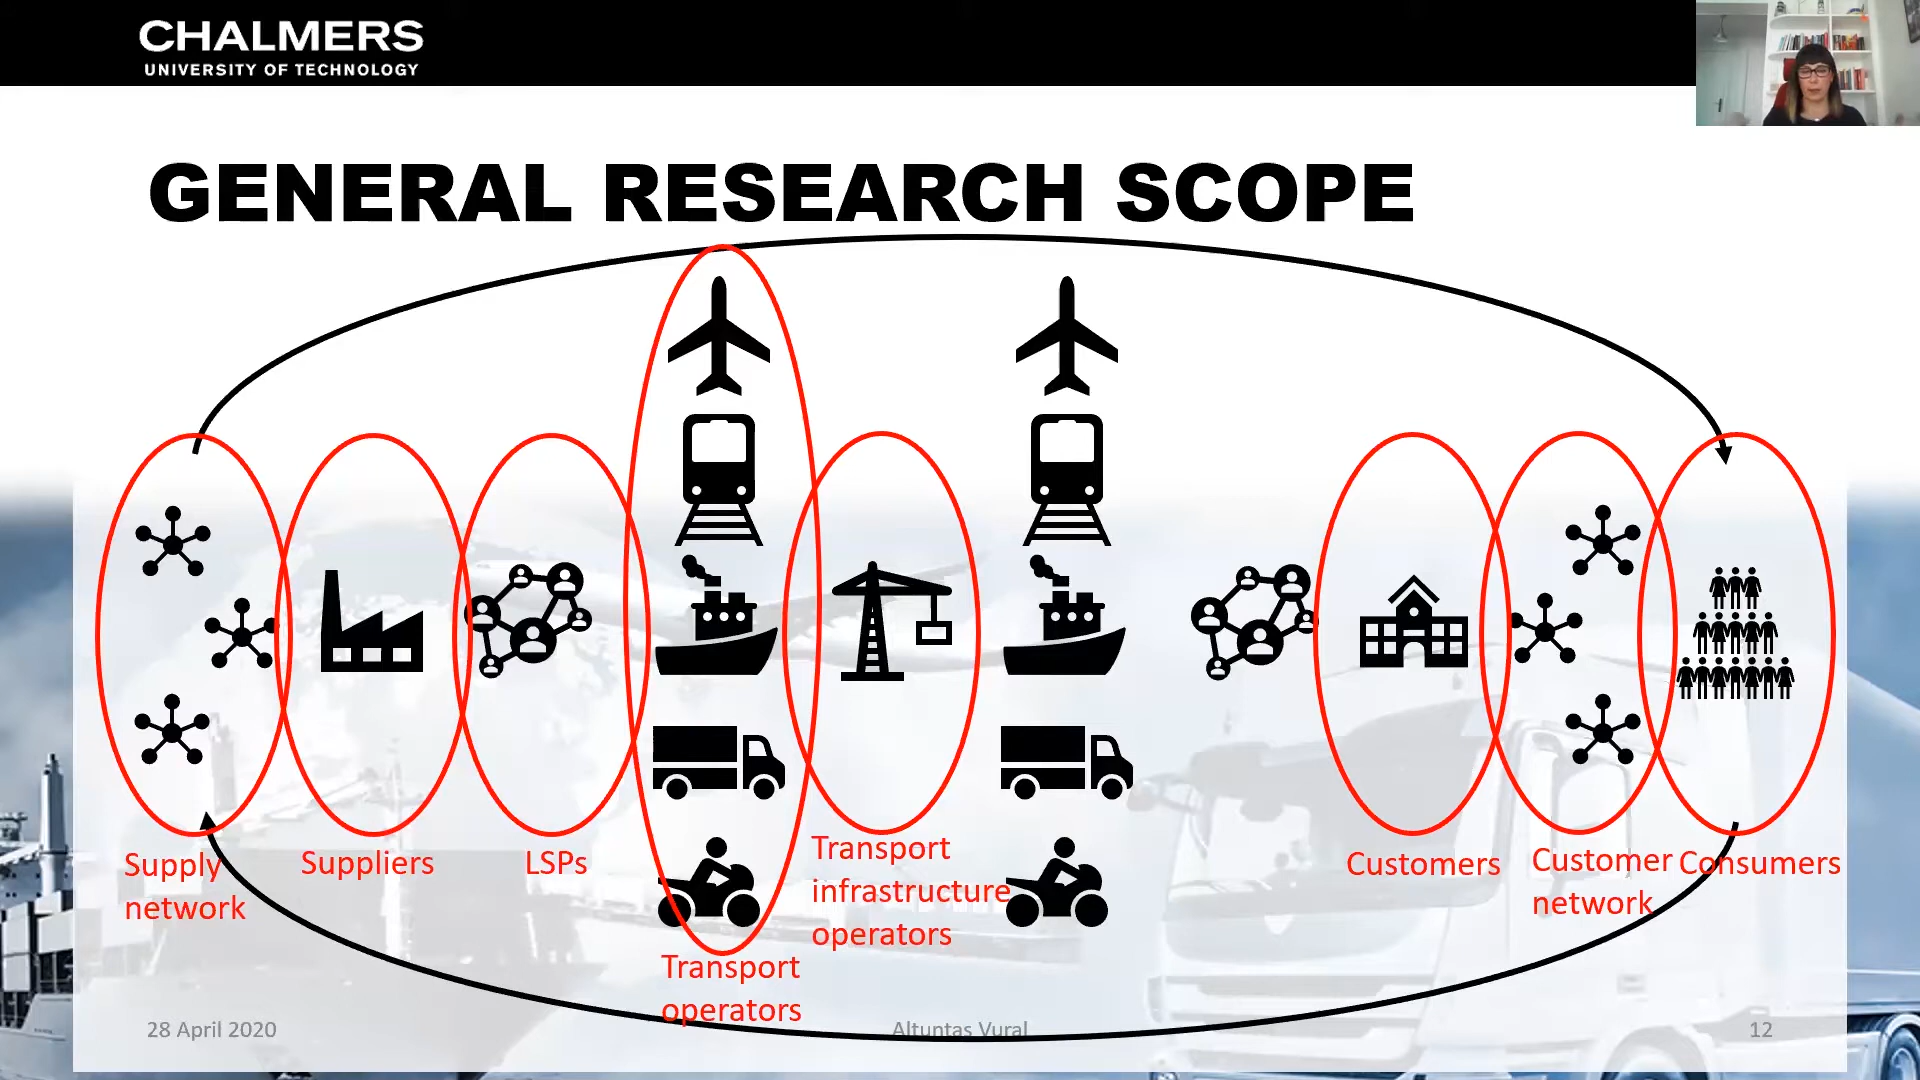 CHALMERS
UNIVERSITY OF TECHNOLOGY
GENERAL RESEARCH SCOPE
Supply
network
Suppliers
LSPs
Transport
operators
Transport
infrastructure
operators
Customers
Customer
network
Consumers
28 April 2020
Altuntas Vural
12